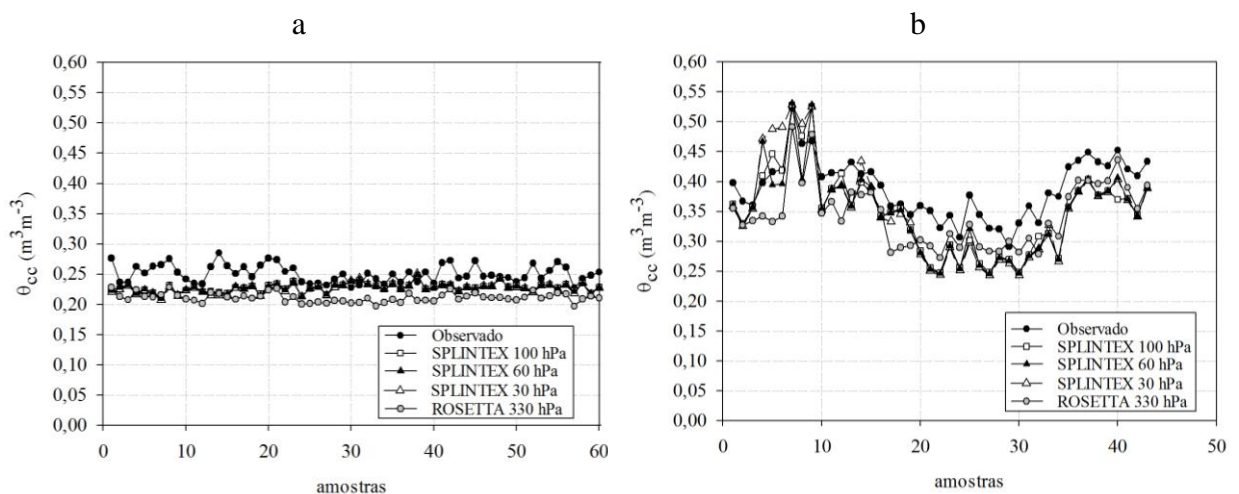 a
b
0,60
0,55
0,50
0,45
0,40
0,35
0,30
0,25
0,20
0,15
0,10
0,05
0,00
θcc (m³m-³)
0
10
20
30
40
50
60
amostras
Observado
SPLINTEX 100 hPa
SPLINTEX 60 hPa
SPLINTEX 30 hPa
ROSETTA 330 hPa
0,60
0,55
0,50
0,45
0,40
0,35
0,30
0,25
0,20
0,15
0,10
0,05
0,00
θcc (m³m-³)
0
10
20
30
40
50
amostras
Observado
SPLINTEX 100 hPa
SPLINTEX 60 hPa
SPLINTEX 30 hPa
ROSETTA 330 hPa